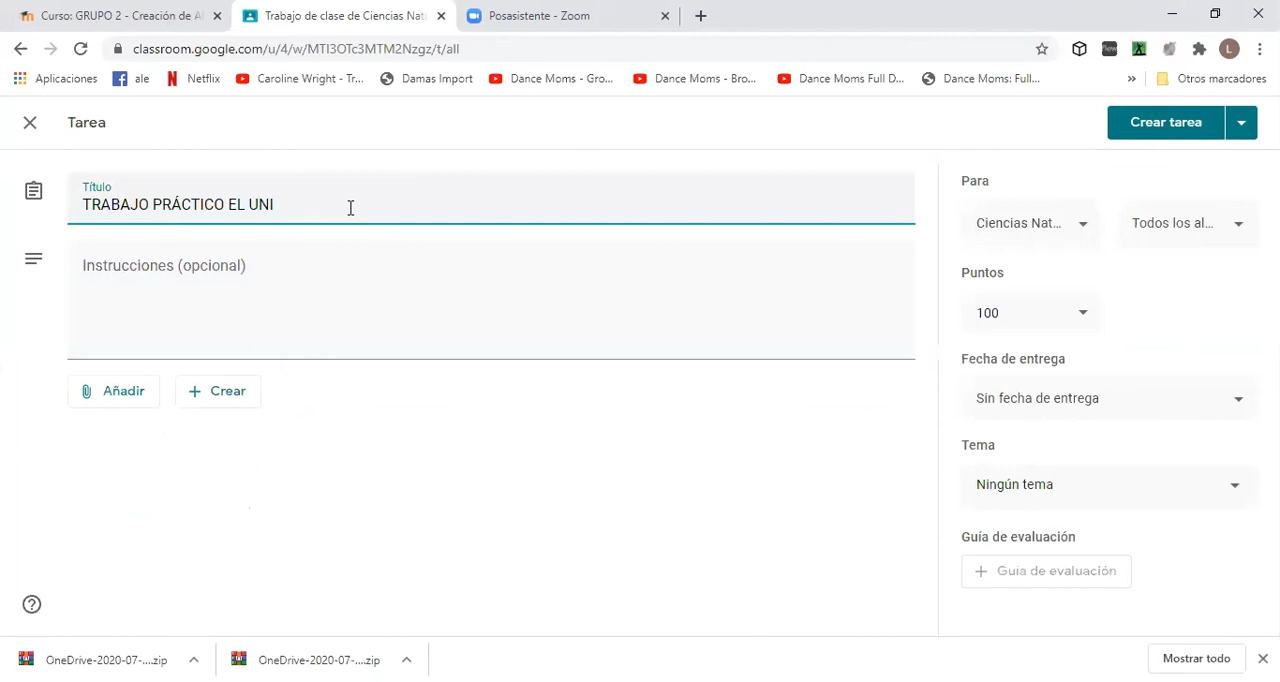 Curso: GRUPO 2 - Creación de A
Trabajo de clase de Ciencias Nat
Posasistente - Zoom
classroom.google.com/u/4/w/MTI3OTc3MTM2Nzgz/t/all
Aplicaciones
ale
Netflix
Caroline Wright - Tr...
Damas Import
Dance Moms - Gro...
Dance Moms - Bro...
Dance Moms Full D...
Dance Moms: Full...
»
Otros marcadores
L
Tarea
Crear tarea
Título
TRABAJO PRÁCTICO EL UNI
Instrucciones (opcional)
Añadir
Crear
Para
Ciencias Nat...
Todos los al...
Puntos
100
Fecha de entrega
Sin fecha de entrega
Tema
Ningún tema
Guía de evaluación
Guía de evaluación
OneDrive-2020-07-....zip
OneDrive-2020-07-....zip
Mostrar todo